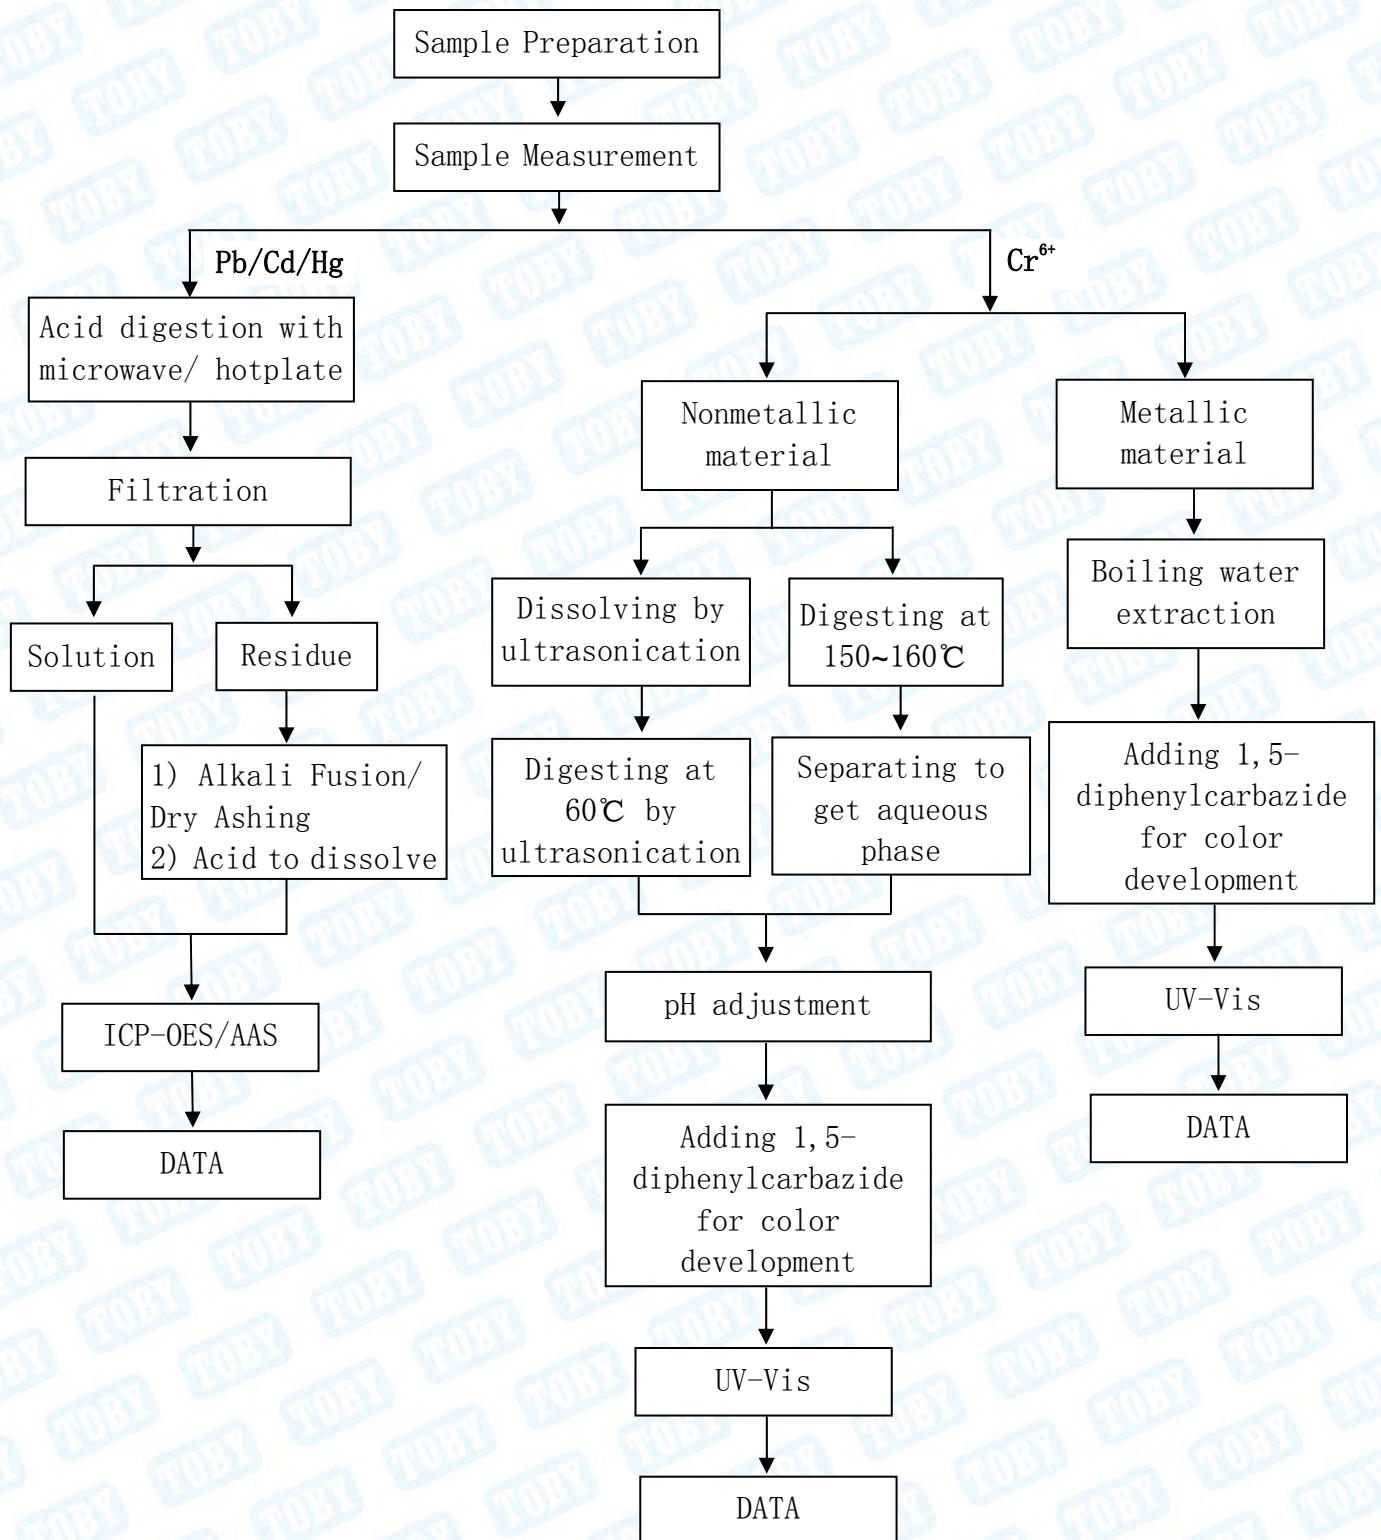 Sample Preparation
Sample Measurement
Pb/Cd/Hg
Cr⁶⁺
Acid digestion with
microwave/ hotplate
Filtration
Solution
Residue
1) Alkali Fusion/
Dry Ashing
2) Acid to dissolve
ICP-OES/AAS
DATA
Nonmetallic
material
Dissolving by
ultrasonication
Digesting at
60℃ by
ultrasonication
Digesting at
150~160℃
Separating to
get aqueous
phase
pH adjustment
Adding 1,5-
diphenylcarbazide
for color
development
UV-Vis
DATA
Metallic
material
Boiling water
extraction
Adding 1,5-
diphenylcarbazide
for color
development
UV-Vis
DATA
TOBY